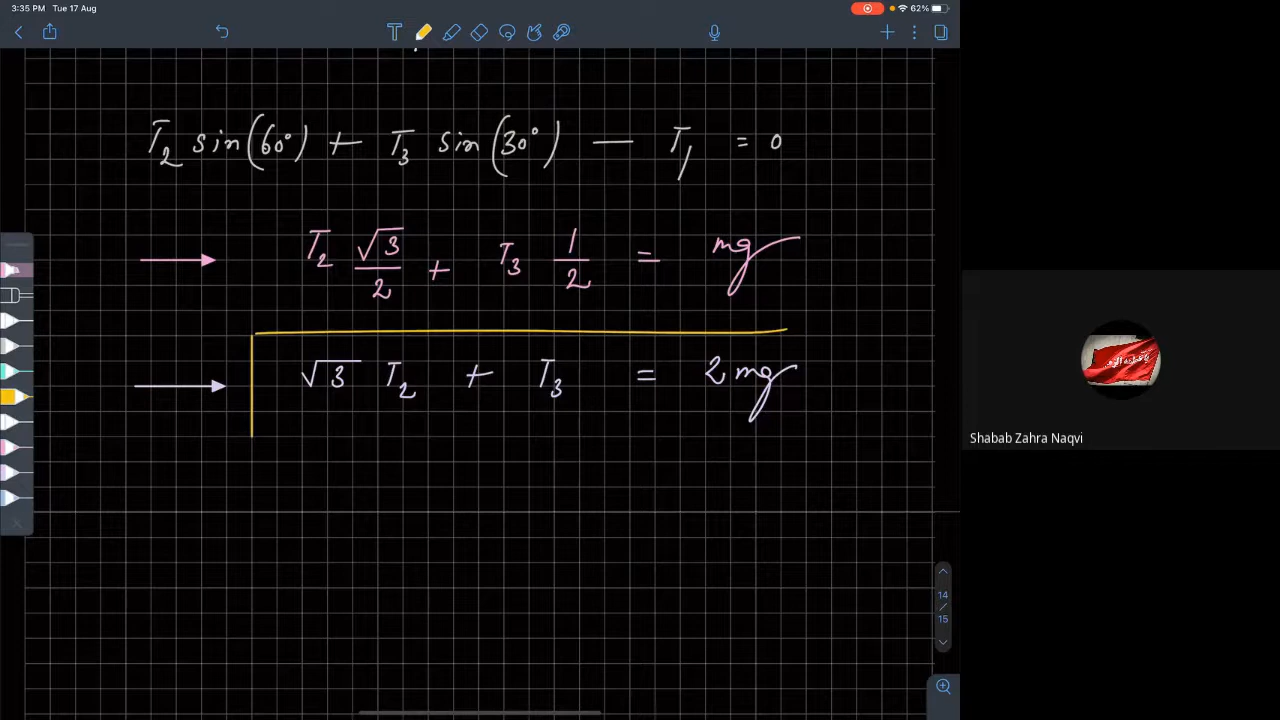 3:35 PM Tue 17 Aug
62%
T₂ sin(60°) + T₃ sin(30°) — T₁ = 0
T₂ √3/2 + T₃ 1/2 = mg
√3 T₂ + T₃ = 2mg
14
/
15
Shabab Zahra Naqvi